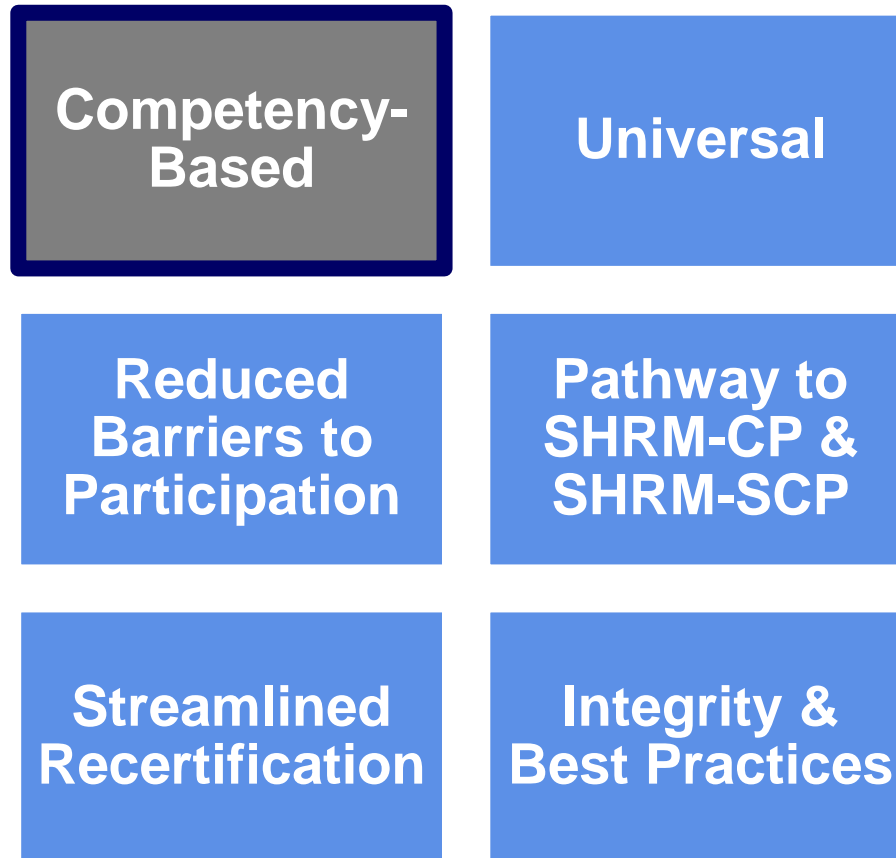 Competency-
Based
Universal
Reduced
Barriers to
Participation
Pathway to
SHRM-CP &
SHRM-SCP
Streamlined
Recertification
Integrity &
Best Practices